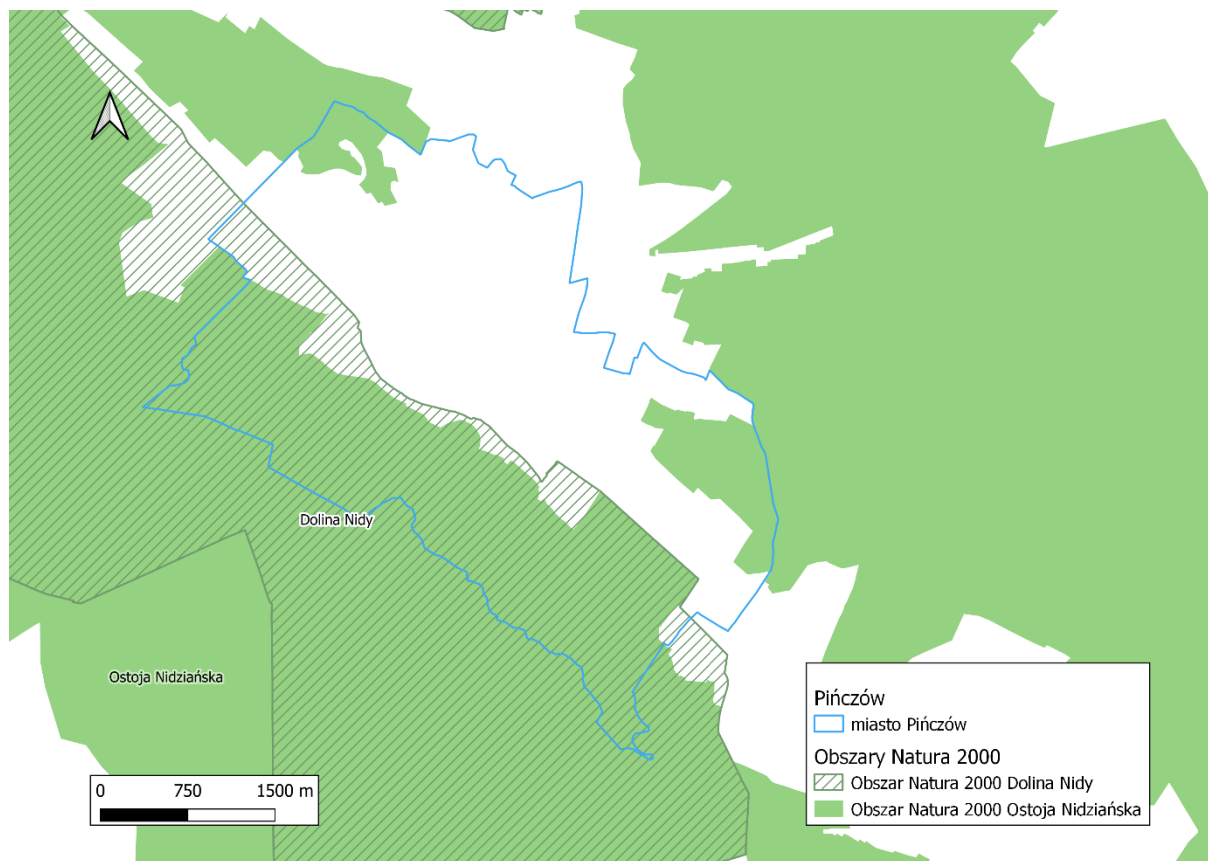 Dolina Nidy
Ostoja Nidziańska
0 750 1500 m
Pińczów
miasto Pińczów
Obszary Natura 2000
Obszar Natura 2000 Dolina Nidy
Obszar Natura 2000 Ostoja Nidziańska